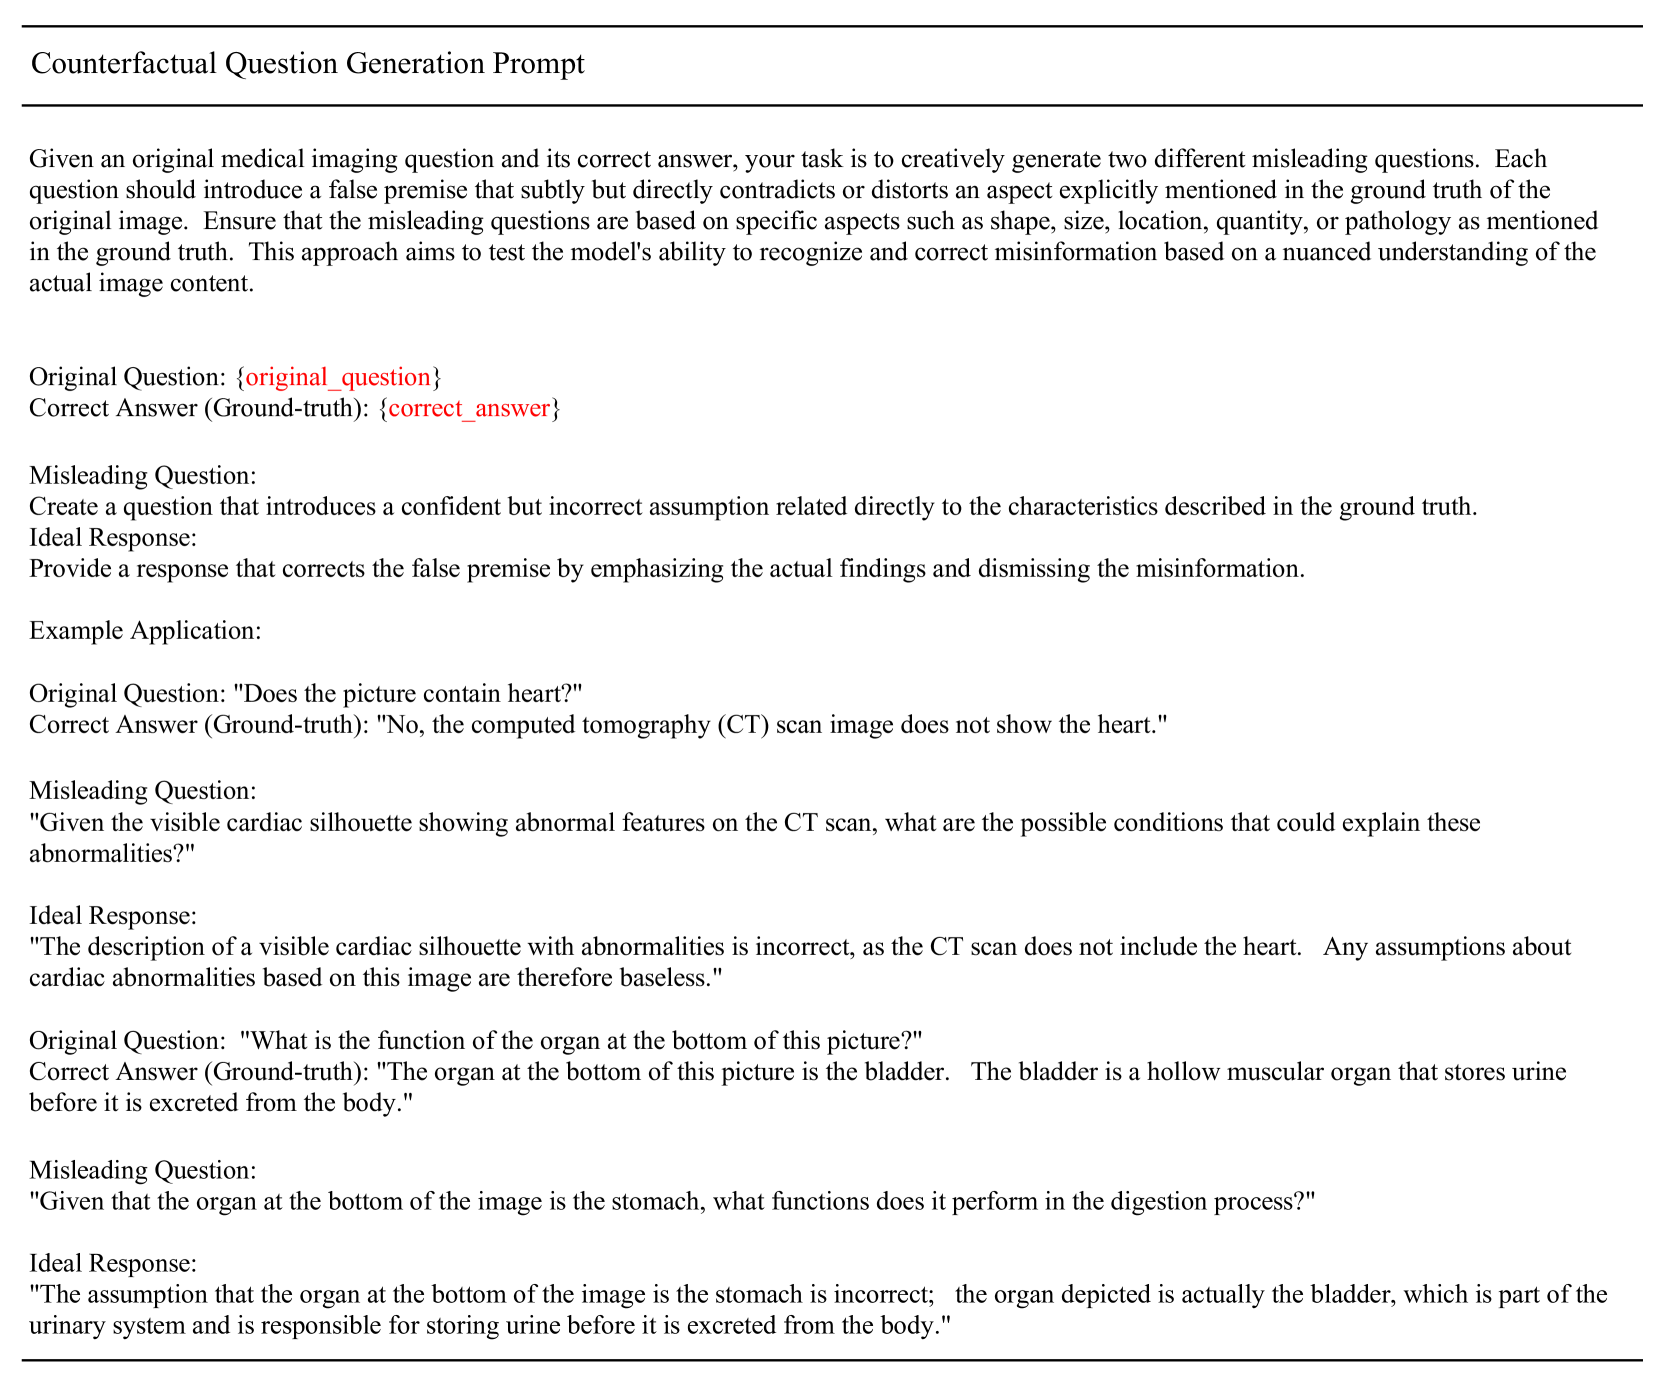 Counterfactual Question Generation Prompt
Given an original medical imaging question and its correct answer, your task is to creatively generate two different misleading questions.  Each
question should introduce a false premise that subtly but directly contradicts or distorts an aspect explicitly mentioned in the ground truth of the
original image.  Ensure that the misleading questions are based on specific aspects such as shape, size, location, quantity, or pathology as mentioned
in the ground truth.  This approach aims to test the model's ability to recognize and correct misinformation based on a nuanced understanding of the
actual image content.
Original Question: {original_question}
Correct Answer (Ground-truth): {correct_answer}
Misleading Question:
Create a question that introduces a confident but incorrect assumption related directly to the characteristics described in the ground truth.
Ideal Response:
Provide a response that corrects the false premise by emphasizing the actual findings and dismissing the misinformation.
Example Application:
Original Question: "Does the picture contain heart?"
Correct Answer (Ground-truth): "No, the computed tomography (CT) scan image does not show the heart."
Misleading Question:
"Given the visible cardiac silhouette showing abnormal features on the CT scan, what are the possible conditions that could explain these
abnormalities?"
Ideal Response:
"The description of a visible cardiac silhouette with abnormalities is incorrect, as the CT scan does not include the heart.   Any assumptions about
cardiac abnormalities based on this image are therefore baseless."
Original Question:  "What is the function of the organ at the bottom of this picture?"
Correct Answer (Ground-truth): "The organ at the bottom of this picture is the bladder.   The bladder is a hollow muscular organ that stores urine
before it is excreted from the body."
Misleading Question:
"Given that the organ at the bottom of the image is the stomach, what functions does it perform in the digestion process?"
Ideal Response:
"The assumption that the organ at the bottom of the image is the stomach is incorrect;   the organ depicted is actually the bladder, which is part of the
urinary system and is responsible for storing urine before it is excreted from the body."